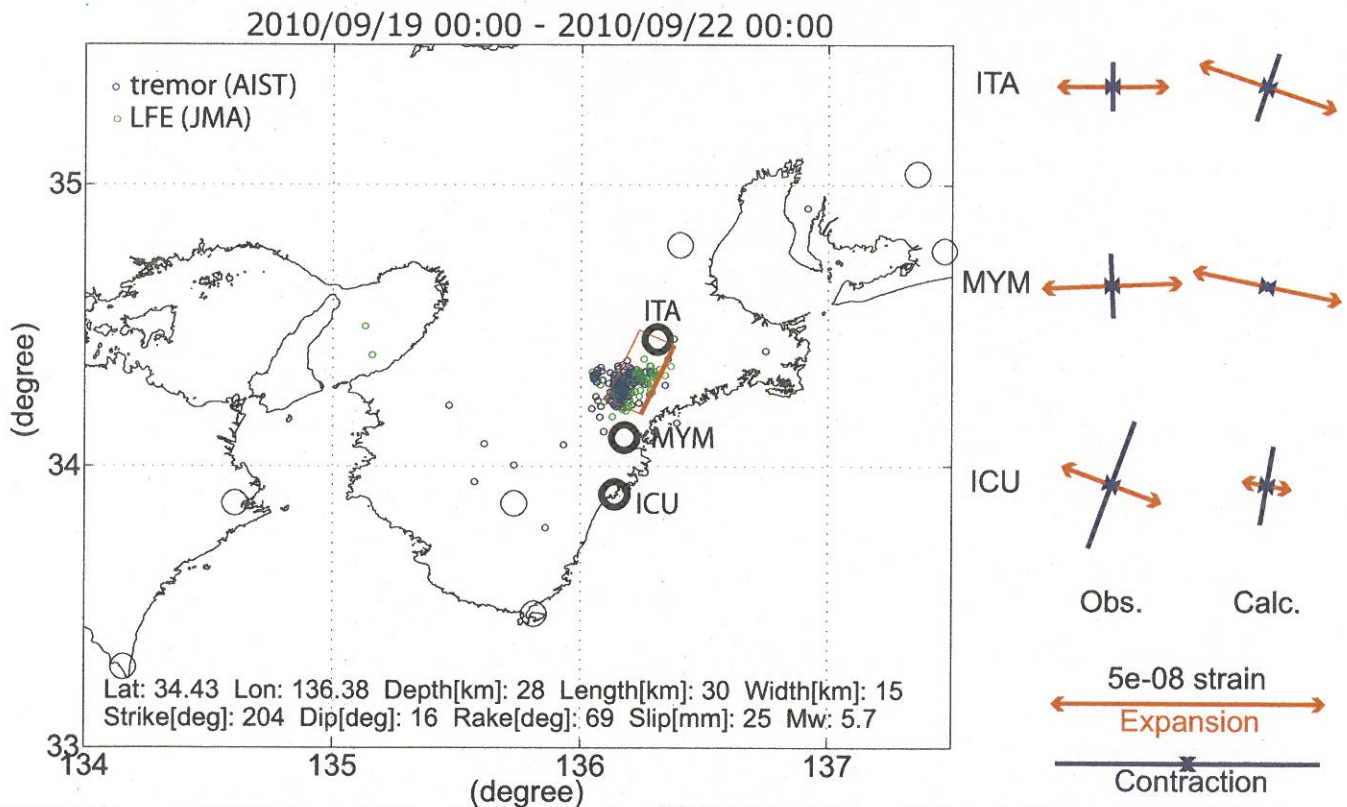 2010/09/19 00:00 - 2010/09/22 00:00
tremor (AIST)
LFE (JMA)
35
34
33
(degree)
134
135
136
137
(degree)
ITA
MYM
ICU
Lat: 34.43 Lon: 136.38 Depth[km]: 28 Length[km]: 30 Width[km]: 15
Strike[deg]: 204 Dip[deg]: 16 Rake[deg]: 69 Slip[mm]: 25 Mw: 5.7
ITA
MYM
ICU
Obs. Calc.
5e-08 strain
Expansion
Contraction